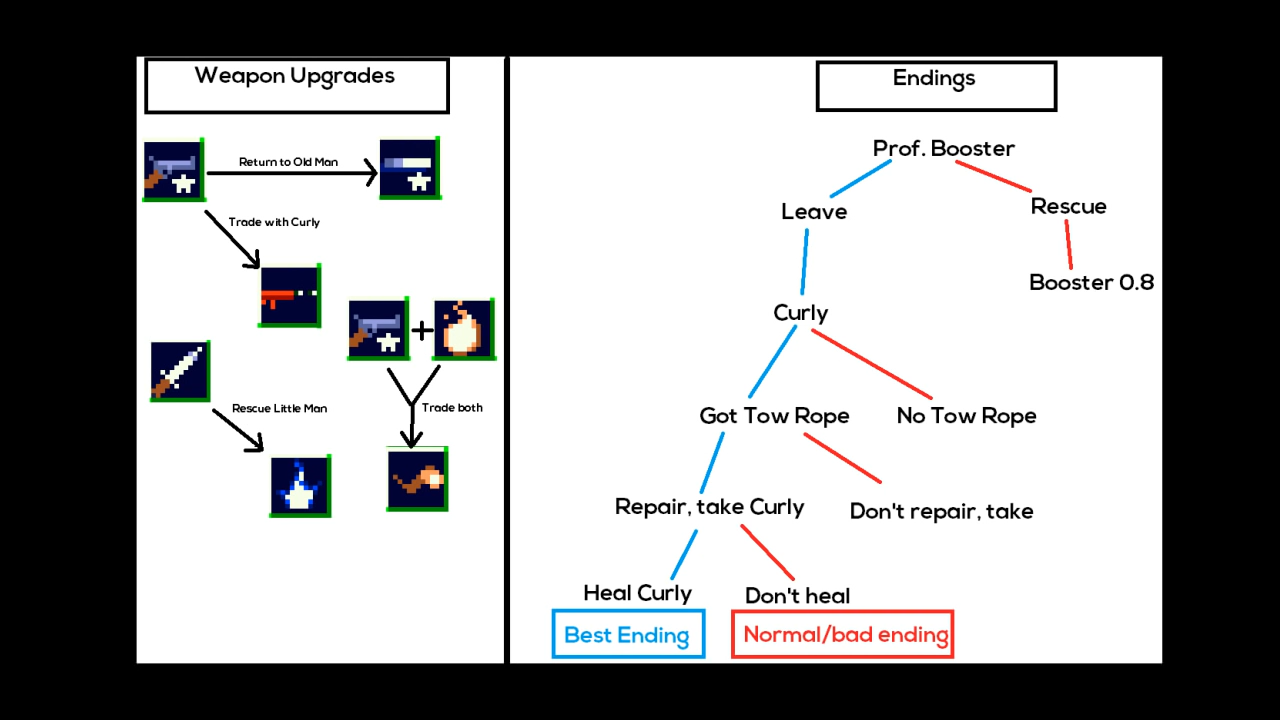 Weapon Upgrades
Return to Old Man
Trade with Curly
Rescue Little Man
+
Trade both
Endings
Prof. Booster
Leave
Rescue
Booster 0.8
Curly
Got Tow Rope
No Tow Rope
Repair, take Curly
Don't repair, take
Heal Curly
Don't heal
Best Ending
Normal/bad ending